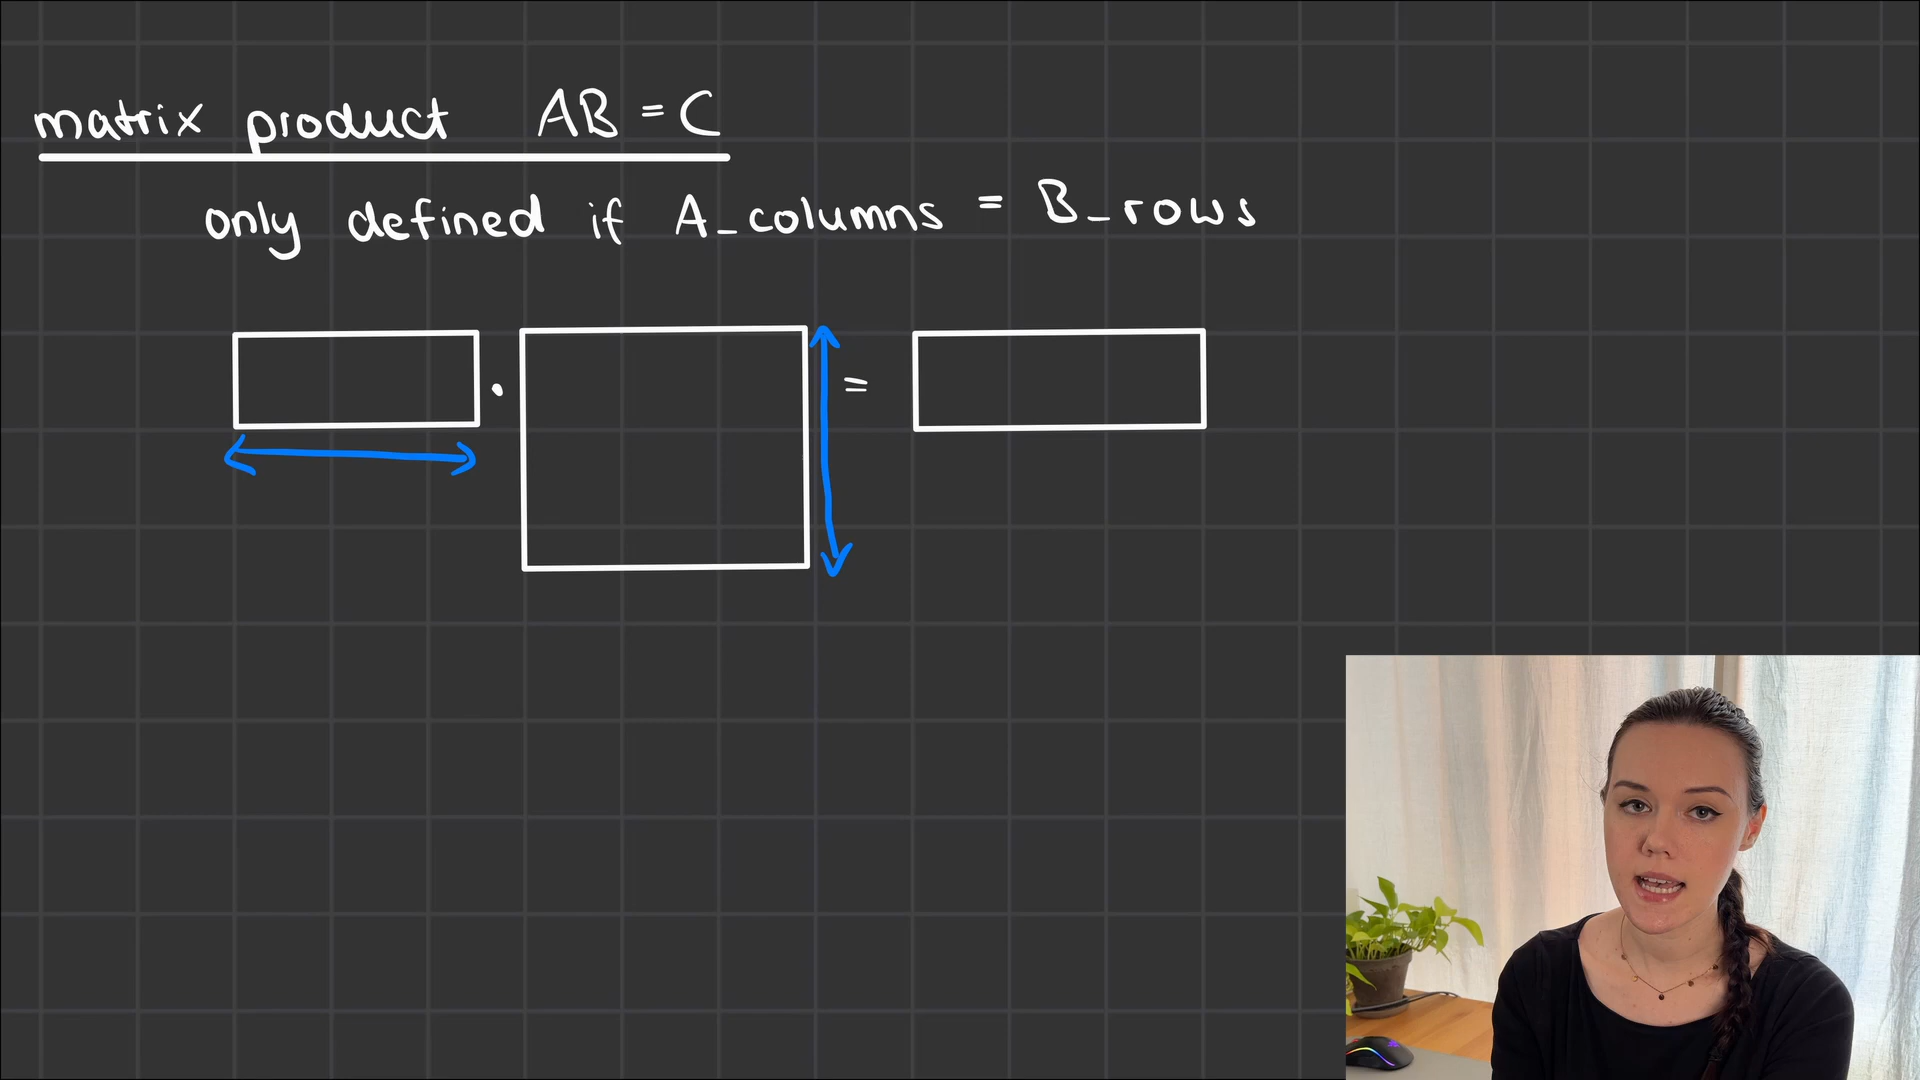 matrix product AB = C
only defined if A_columns = B_rows
· =